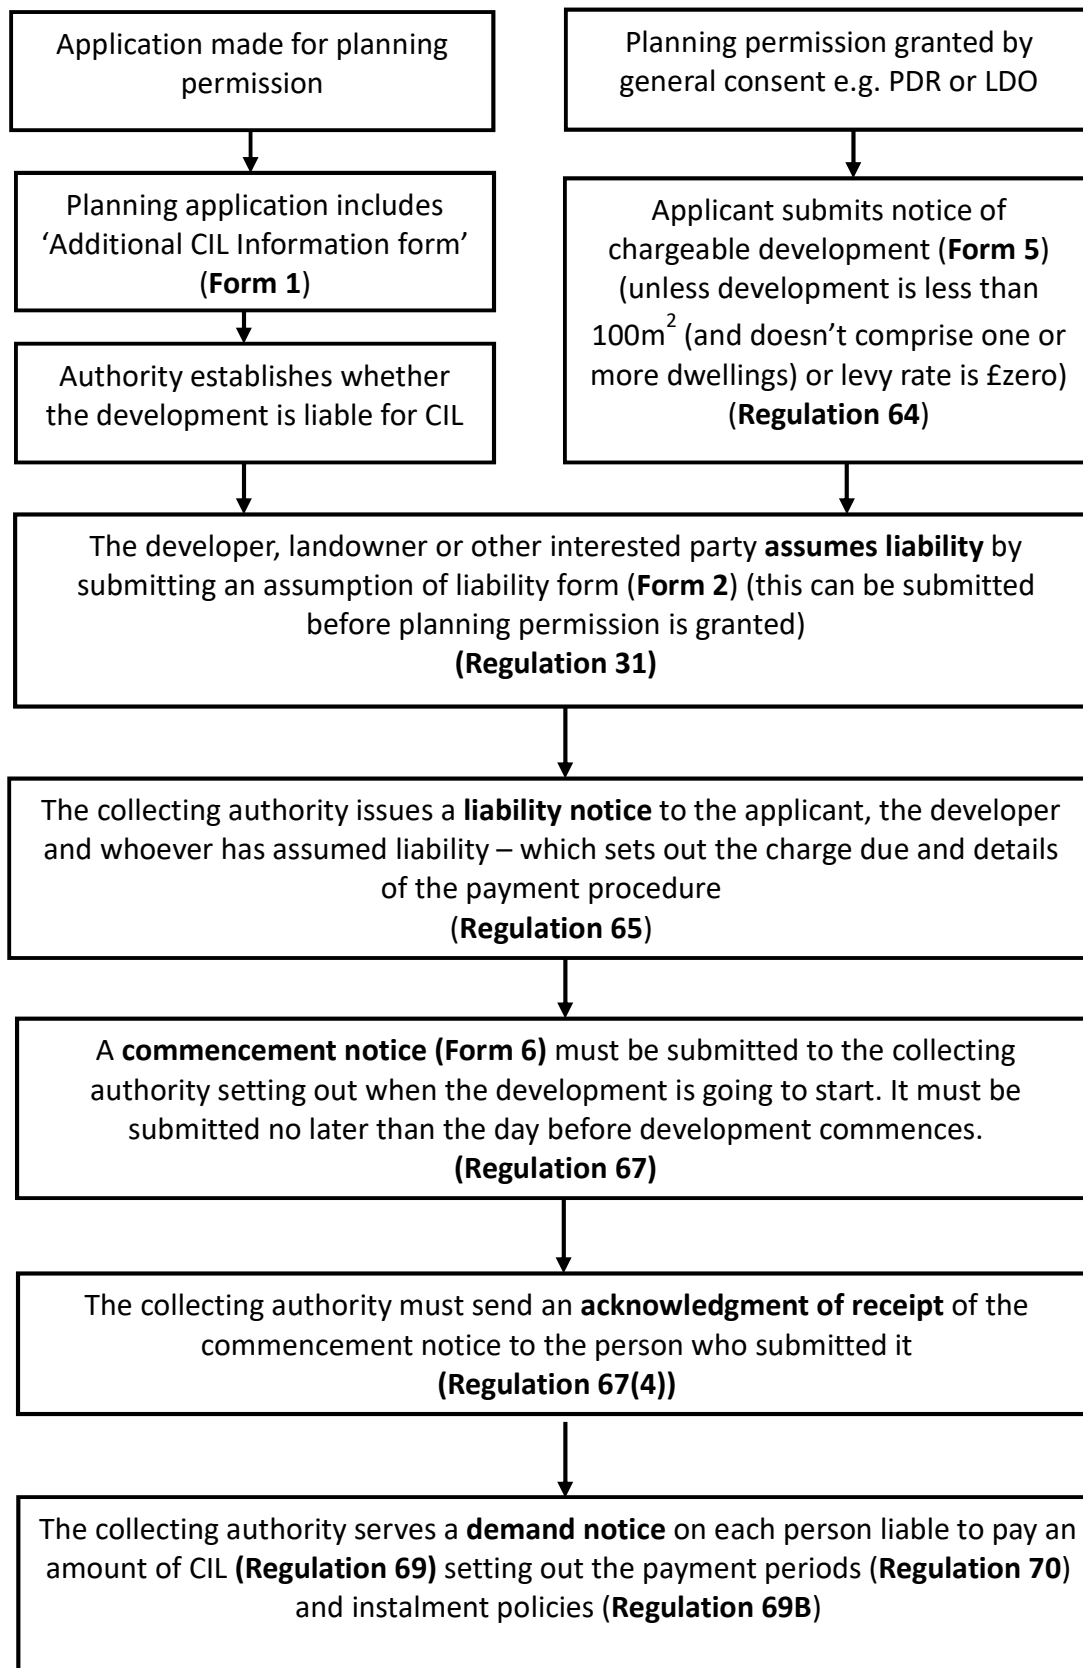 Application made for planning
permission
Planning permission granted by
general consent e.g. PDR or LDO
Planning application includes
‘Additional CIL Information form’
(Form 1)
Applicant submits notice of
chargeable development (Form 5)
(unless development is less than
100m² (and doesn’t comprise one or
more dwellings) or levy rate is £zero)
(Regulation 64)
Authority establishes whether
the development is liable for CIL
The developer, landowner or other interested party assumes liability by
submitting an assumption of liability form (Form 2) (this can be submitted
before planning permission is granted)
(Regulation 31)
The collecting authority issues a liability notice to the applicant, the developer
and whoever has assumed liability – which sets out the charge due and details
of the payment procedure
(Regulation 65)
A commencement notice (Form 6) must be submitted to the collecting
authority setting out when the development is going to start. It must be
submitted no later than the day before development commences.
(Regulation 67)
The collecting authority must send an acknowledgment of receipt of the
commencement notice to the person who submitted it
(Regulation 67(4))
The collecting authority serves a demand notice on each person liable to pay an
amount of CIL (Regulation 69) setting out the payment periods (Regulation 70)
and instalment policies (Regulation 69B)